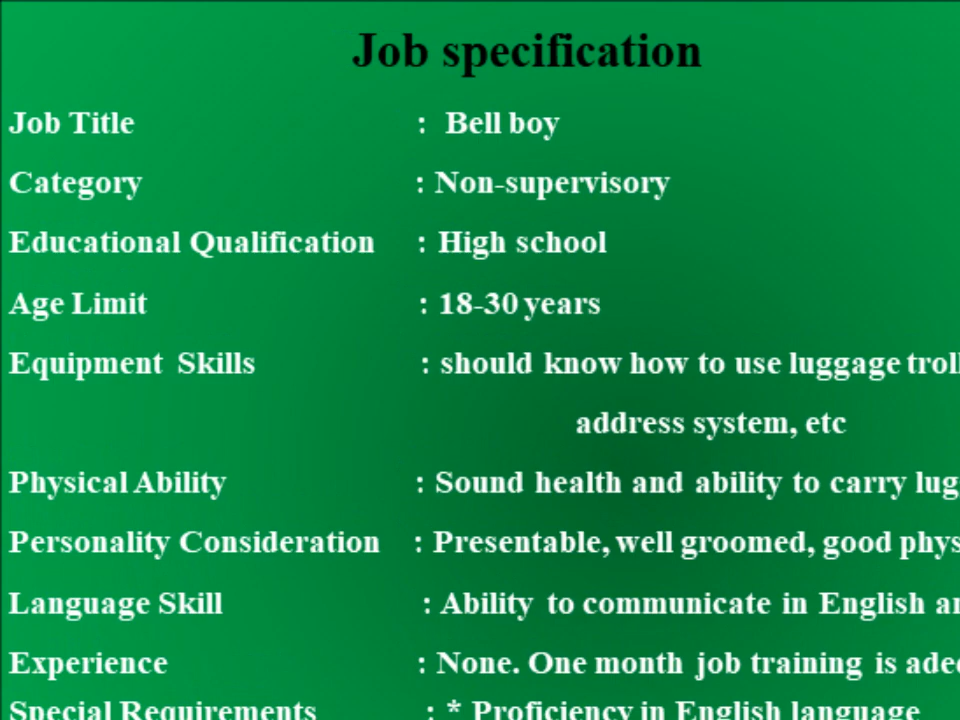 Job specification
Job Title : Bell boy
Category : Non-supervisory
Educational Qualification : High school
Age Limit : 18-30 years
Equipment Skills : should know how to use luggage
address system, etc
Physical Ability : Sound health and ability to carry
Personality Consideration : Presentable, well groomed, good
Language Skill : Ability to communicate in English
Experience : None. One month job training is
Special Requirements : * Proficiency in English language